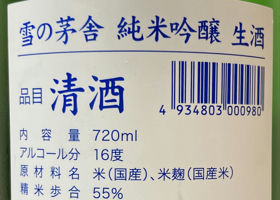 雪の茅舎 純米吟醸 生酒
品目 清酒
4 934803 000980
内容量 720ml
アルコール分 16度
原材料名 米(国産)、米麹(国産米)
精米歩合 55%